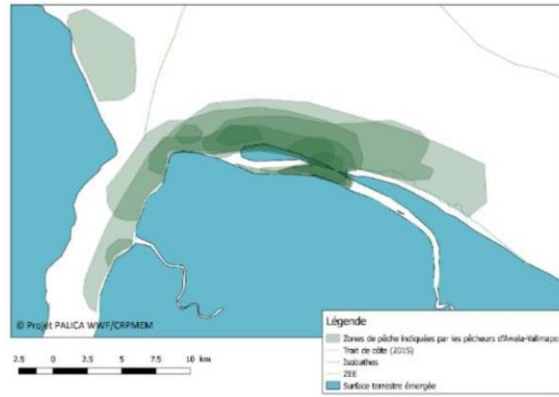 © Projet PALICA WWF/CRPMEM
Légende
Zones de pêche indiquées par les pêcheurs d'Awala-Yalimapo
Trait de côte (2015)
Isobathes
ZEE
Surface terrestre émergée
2.5 0 2.5 5 7.5 10 km